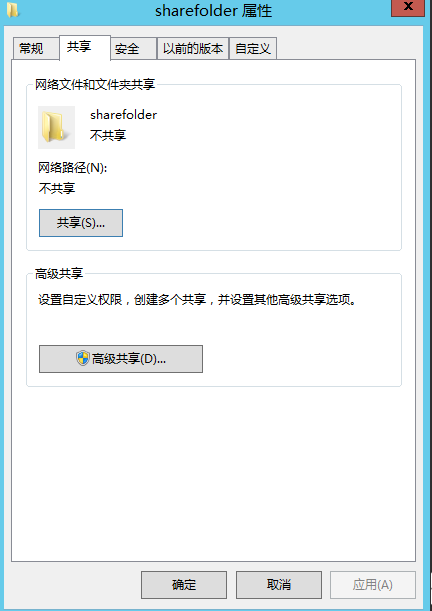 sharefolder 属性
x
常规 共享 安全 以前的版本 自定义
网络文件和文件夹共享
sharefolder
不共享
网络路径(N):
不共享
共享(S)...
高级共享
设置自定义权限，创建多个共享，并设置其他高级共享选项。
高级共享(D)...
确定 取消 应用(A)